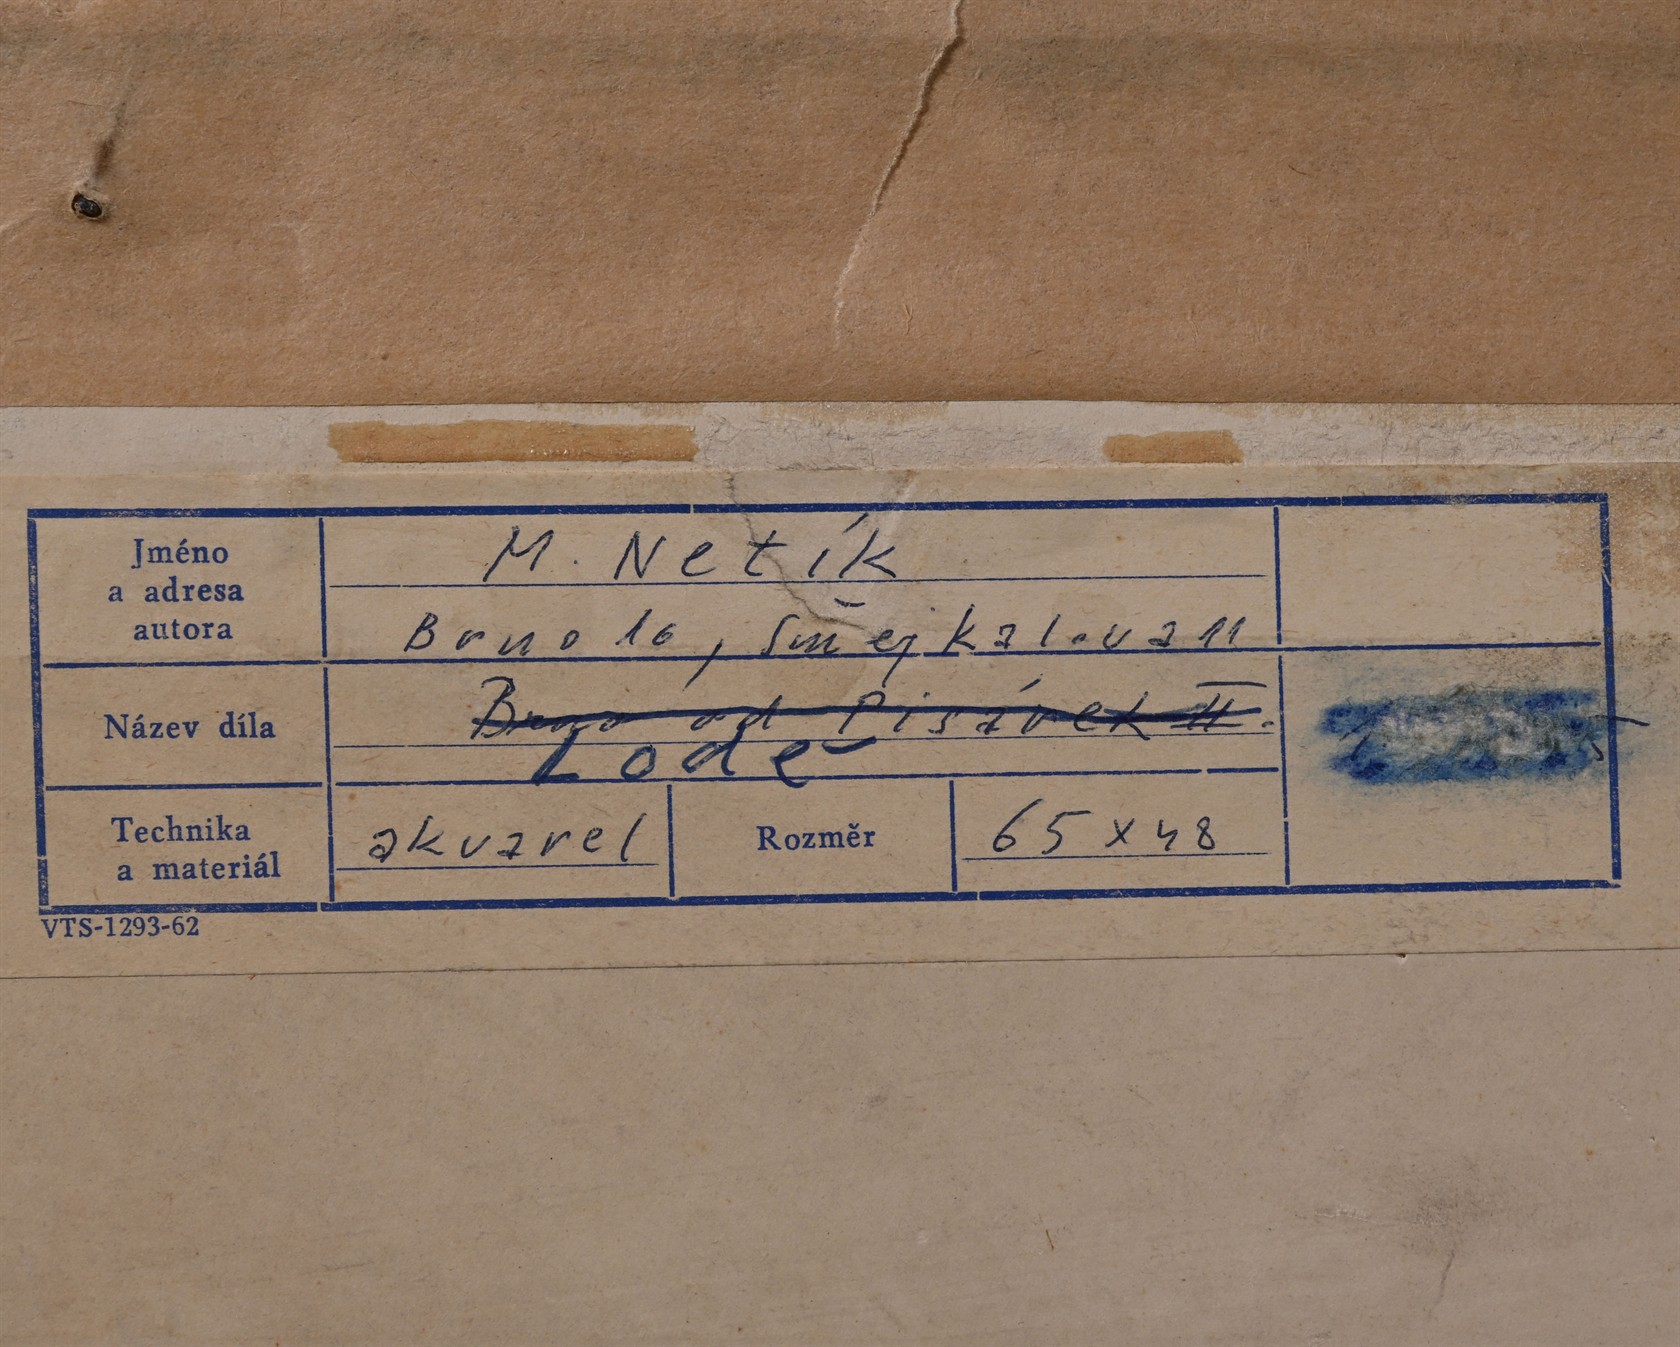 Jméno
a adresa
autora
M. Netík
Brno 16, Smejkalova 11
Název díla
Brno od Pisárek II.
Lodě
Technika
a materiál
akvarel
Rozměr
65 x 48
VTS-1293-62